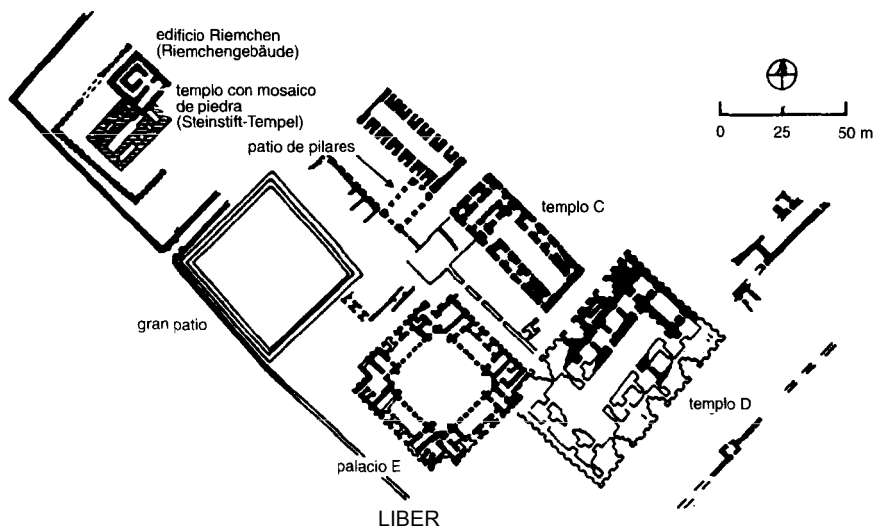 edificio Riemchen
(Riemchengebäude)
templo con mosaico
de piedra
(Steinstift-Tempel)
patio de pilares
0 25 50 m
templo C
gran patio
templo D
palacio E
LIBER